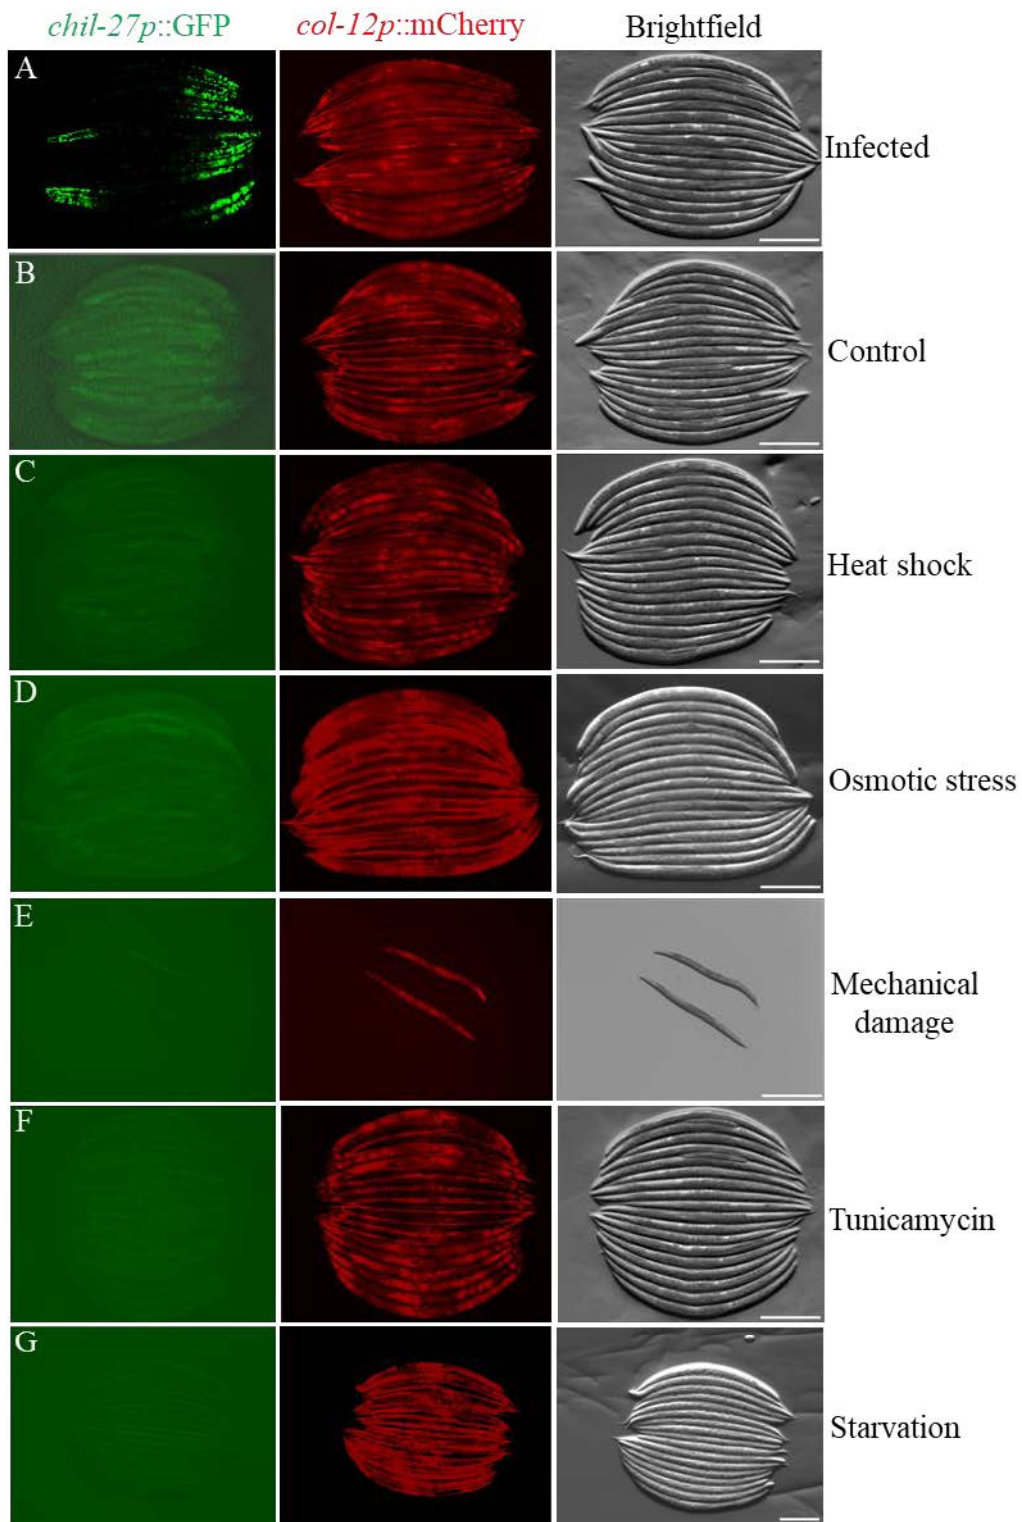 chil-27p::GFP col-12p::mCherry Brightfield
A
Infected
B
Control
C
Heat shock
D
Osmotic stress
E
Mechanical
damage
F
Tunicamycin
G
Starvation